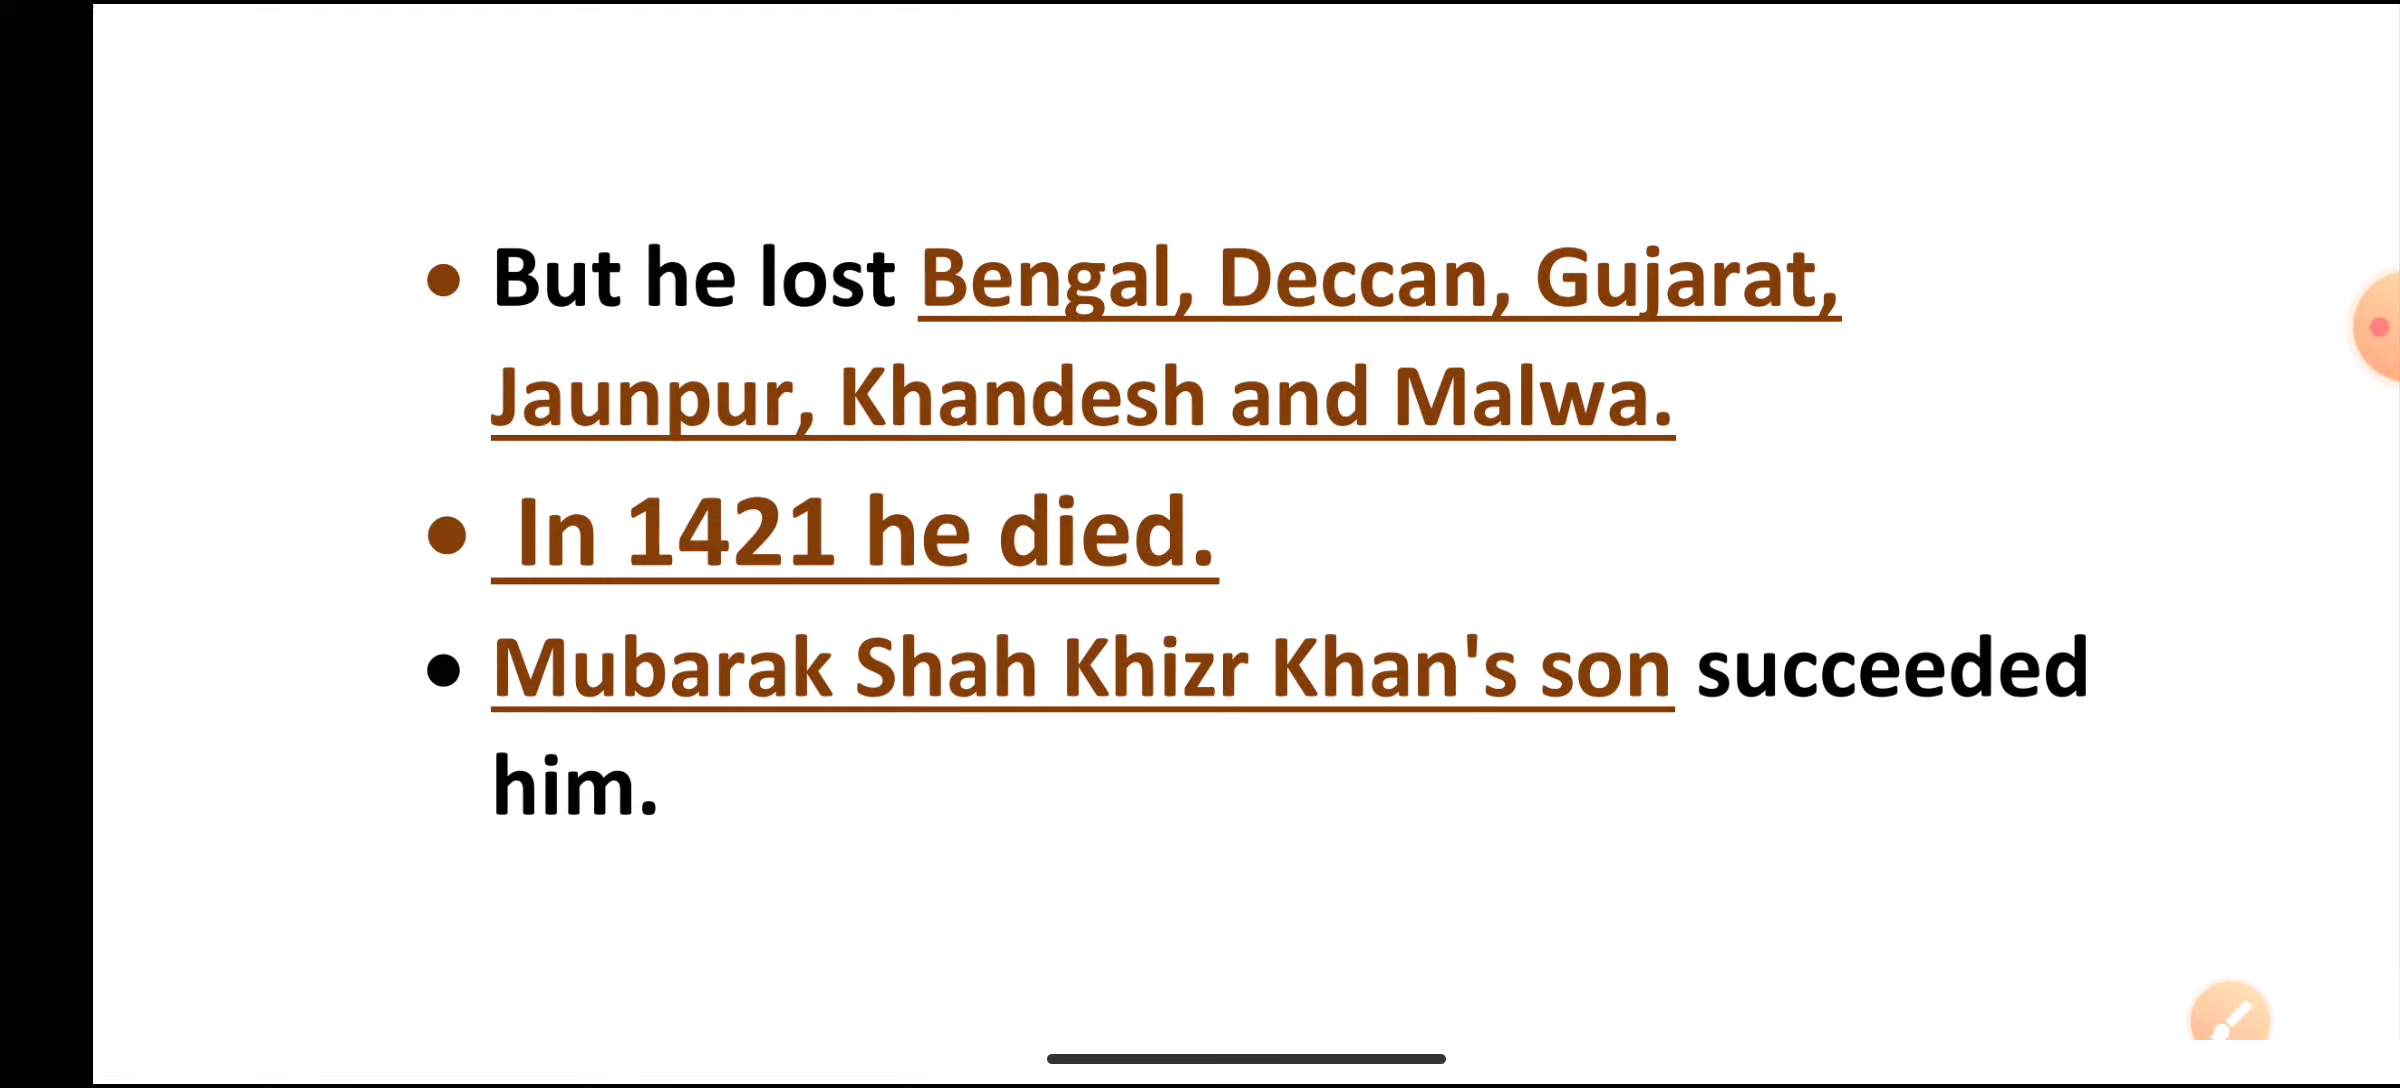 • But he lost Bengal, Deccan, Gujarat,
Jaunpur, Khandesh and Malwa.
• In 1421 he died.
• Mubarak Shah Khizr Khan's son succeeded
him.